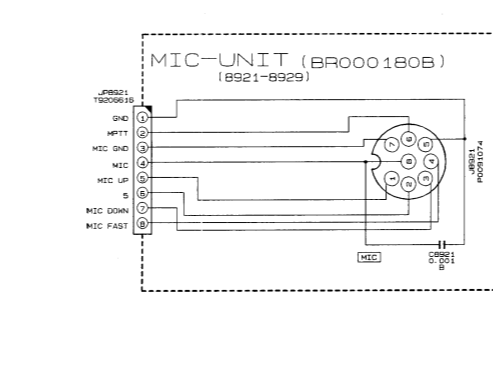 MIC-UNIT (BR000180B)
(8921-8929)
JP8921
T9206616
GND 1
MPTT 2
MIC GND 3
MIC 4
MIC UP 5
5 6
MIC DOWN 7
MIC FAST 8
6
7 5
8 4
1 3
2
J8921
P0091074
MIC
C8921
0.001
B